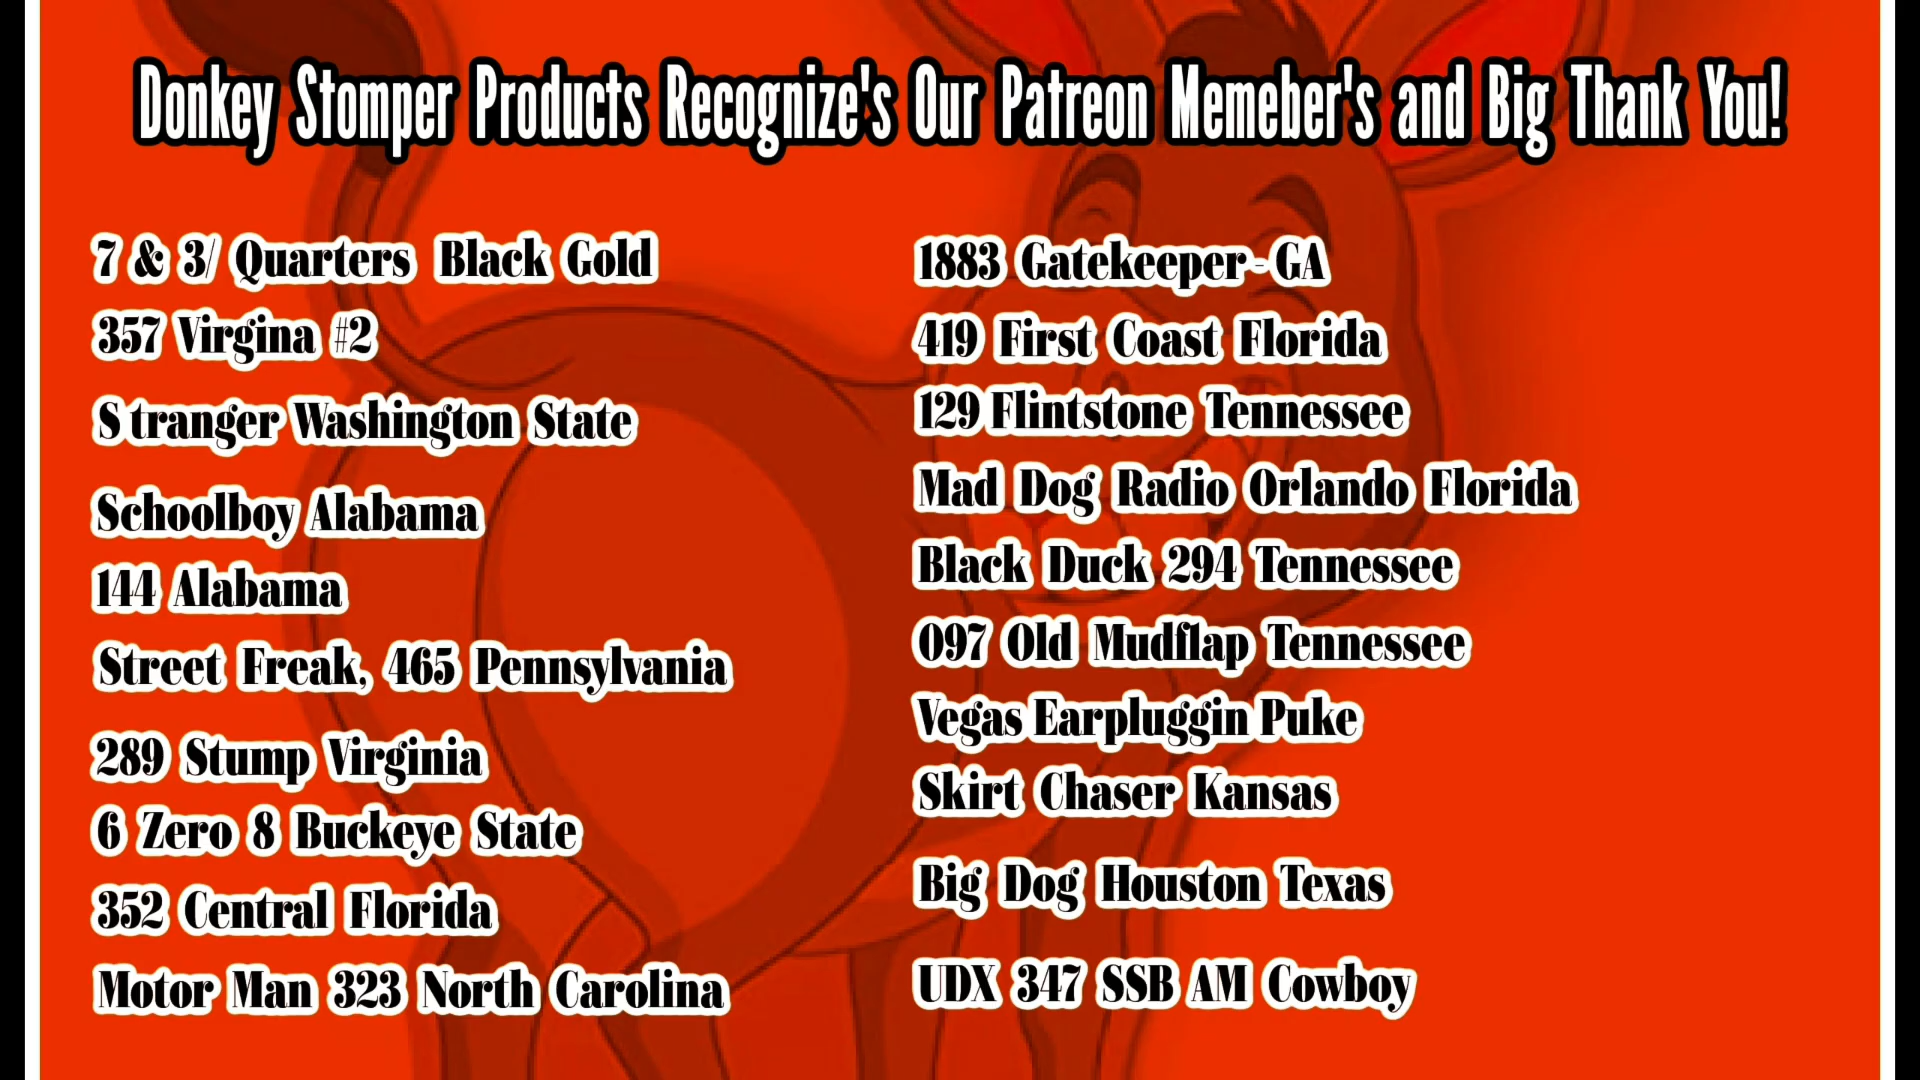 Donkey Stomper Products Recognize's Our Patreon Memeber's and Big Thank You!
7 & 3/ Quarters Black Gold
357 Virgina #2
S tranger Washington State
Schoolboy Alabama
144 Alabama
Street Freak, 465 Pennsylvania
289 Stump Virginia
6 Zero 8 Buckeye State
352 Central Florida
Motor Man 323 North Carolina
1883 Gatekeeper - GA
419 First Coast Florida
129 Flintstone Tennessee
Mad Dog Radio Orlando Florida
Black Duck 294 Tennessee
097 Old Mudflap Tennessee
Vegas Earpluggin Puke
Skirt Chaser Kansas
Big Dog Houston Texas
UDX 347 SSB AM Cowboy